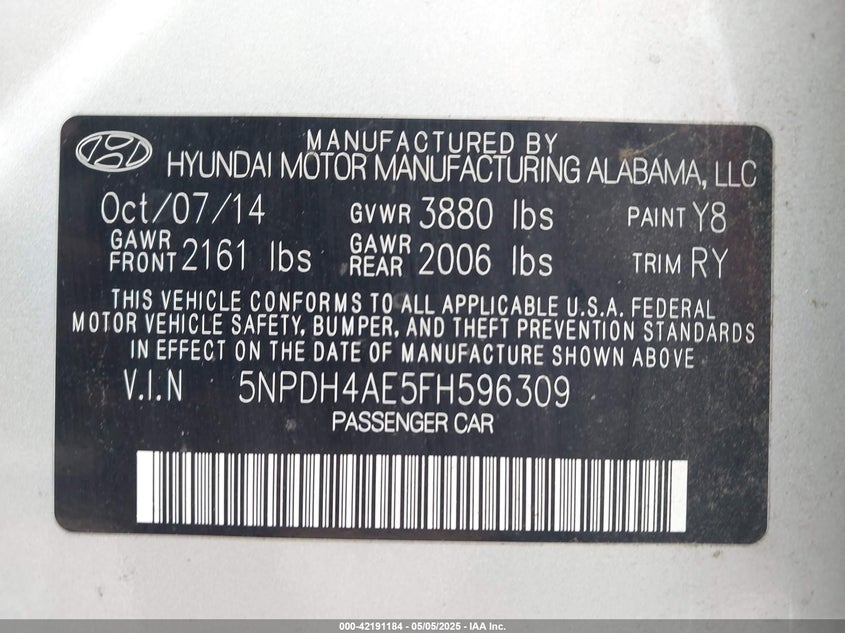 MANUFACTURED BY
HYUNDAI MOTOR MANUFACTURING ALABAMA, LLC
Oct/07/14 GVWR 3880 lbs PAINT Y8
GAWR FRONT 2161 lbs GAWR REAR 2006 lbs TRIM RY
THIS VEHICLE CONFORMS TO ALL APPLICABLE U.S.A. FEDERAL
MOTOR VEHICLE SAFETY, BUMPER, AND THEFT PREVENTION STANDARDS
IN EFFECT ON THE DATE OF MANUFACTURE SHOWN ABOVE
V.I.N 5NPDH4AE5FH596309
PASSENGER CAR
000-42191184 - 05/05/2025 - IAA Inc.